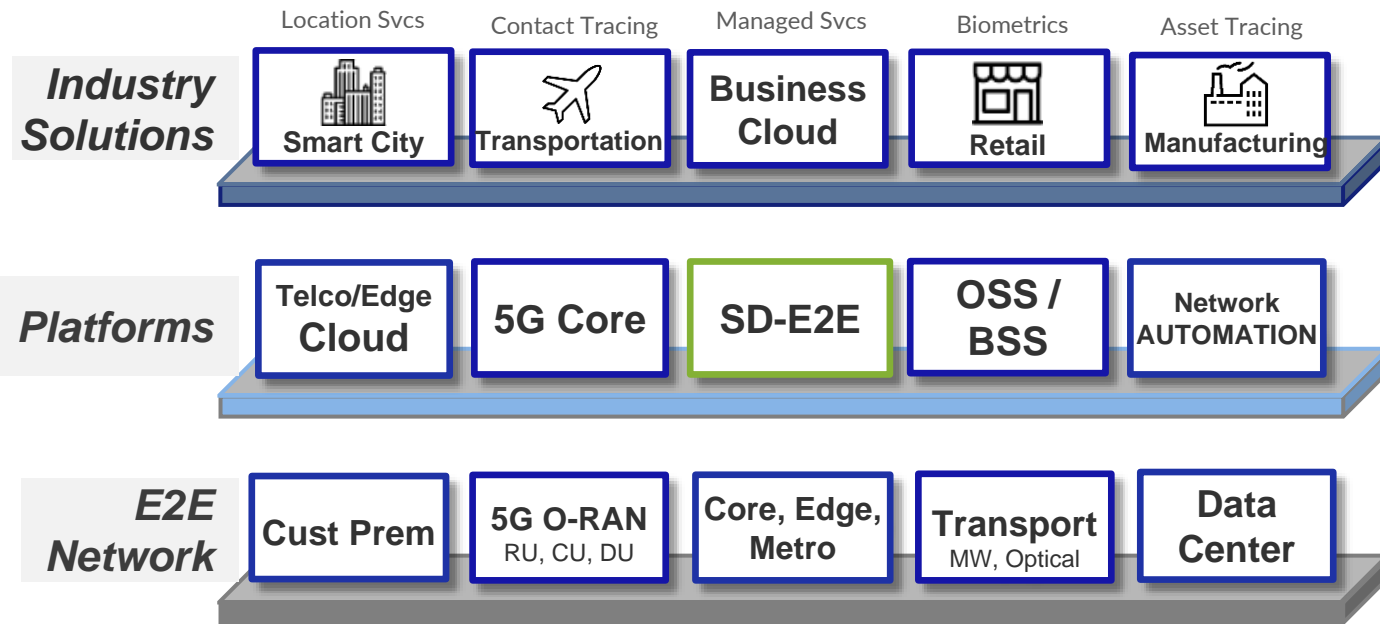 Location Svcs
Contact Tracing
Managed Svcs
Biometrics
Asset Tracing
Industry
Solutions
Smart City
Transportation
Business
Cloud
Retail
Manufacturing
Platforms
Telco/Edge
Cloud
5G Core
SD-E2E
OSS /
BSS
Network
AUTOMATION
E2E
Network
Cust Prem
5G O-RAN
RU, CU, DU
Core, Edge,
Metro
Transport
MW, Optical
Data
Center